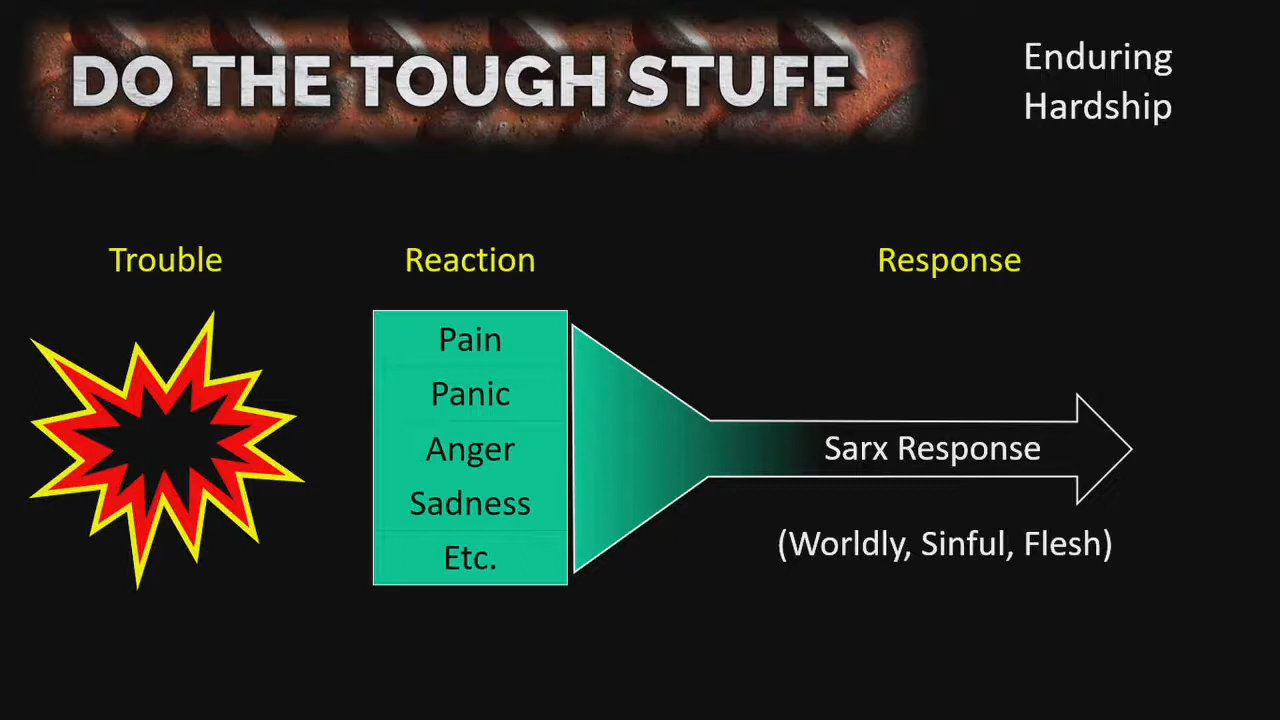 DO THE TOUGH STUFF
Enduring
Hardship
Trouble
Reaction
Response
Pain
Panic
Anger
Sadness
Etc.
Sarx Response
(Worldly, Sinful, Flesh)